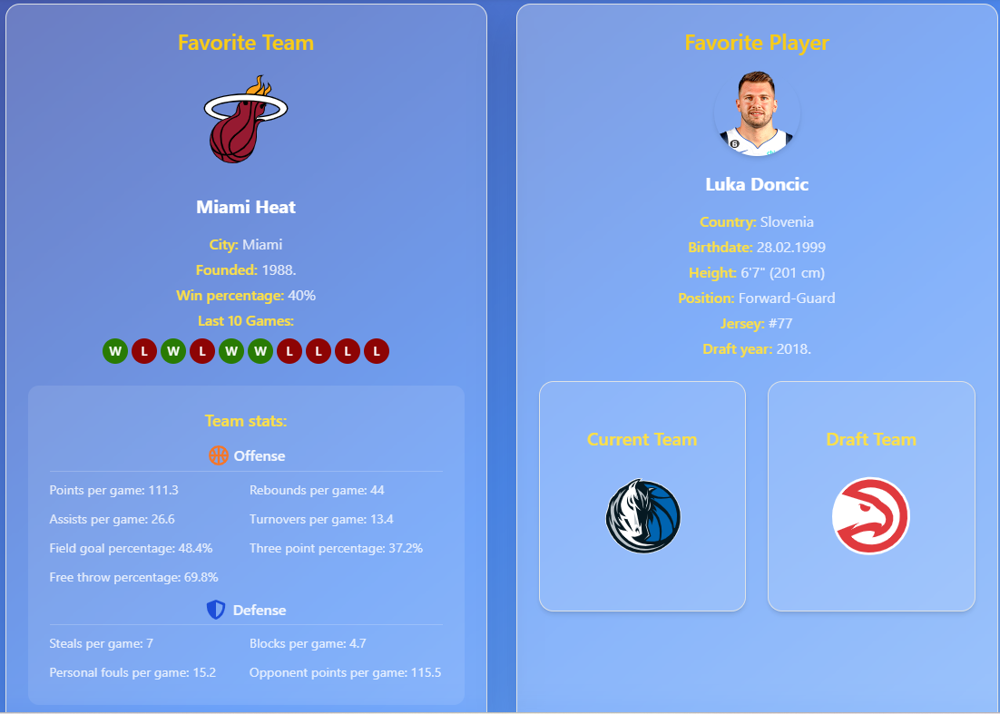 Favorite Team
Miami Heat
City: Miami
Founded: 1988.
Win percentage: 40%
Last 10 Games:
W L W L W W L L L L
Team stats:
Offense
Points per game: 111.3 Rebounds per game: 44
Assists per game: 26.6 Turnovers per game: 13.4
Field goal percentage: 48.4% Three point percentage: 37.2%
Free throw percentage: 69.8%
Defense
Steals per game: 7 Blocks per game: 4.7
Personal fouls per game: 15.2 Opponent points per game: 115.5
Favorite Player
6
Luka Doncic
Country: Slovenia
Birthdate: 28.02.1999
Height: 6'7" (201 cm)
Position: Forward-Guard
Jersey: #77
Draft year: 2018.
Current Team
Draft Team